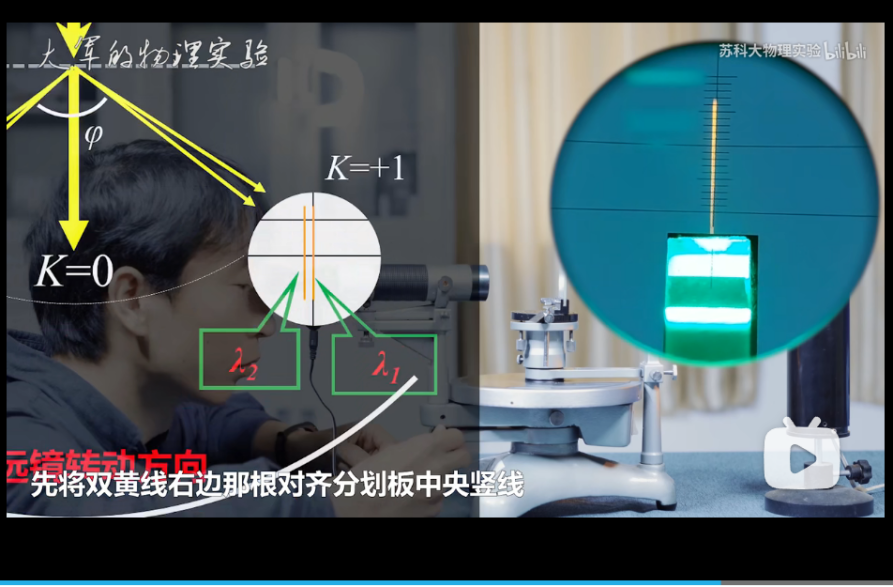 大军的物理实验
苏科大物理实验 bilibili
φ
K=+1
K=0
λ2
λ1
远镜转动方向
先将双黄线右边那根对齐分划板中央竖线